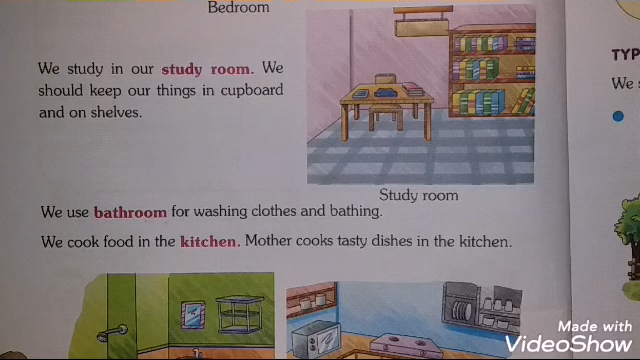 Bedroom
We study in our study room. We
should keep our things in cupboard
and on shelves.
Study room
We use bathroom for washing clothes and bathing.
We cook food in the kitchen. Mother cooks tasty dishes in the kitchen.
TYP
We
Made with
VideoShow